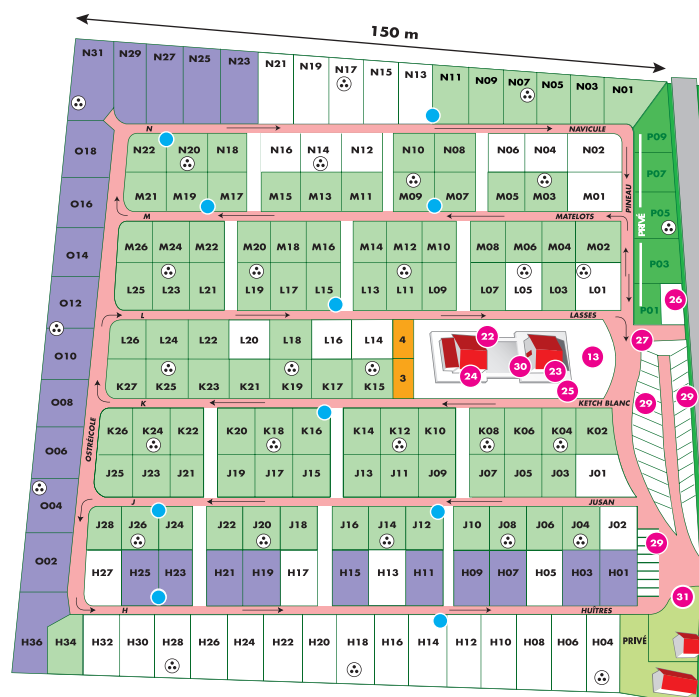 150 m
N31 N29 N27 N25 N23 N21 N19 N17 N15 N13 N11 N09 N07 N05 N03 N01
N NAVICULE
O18 N22 N20 N18 N16 N14 N12 N10 N08 N06 N04 N02 P09
P07
O16 M21 M19 M17 M15 M13 M11 M09 M07 M05 M03 M01 PINEAU
M MATELOTS PRIVÉ P05
O14 M26 M24 M22 M20 M18 M16 M14 M12 M10 M08 M06 M04 M02
P03
O12 L25 L23 L21 L19 L17 L15 L13 L11 L09 L07 L05 L03 L01 26
P01
L LASSES
O10 L26 L24 L22 L20 L18 L16 L14 4 22 27
24 30 23 13
O08 K27 K25 K23 K21 K19 K17 K15 3 25
K KETCH BLANC 29 29
OSTRÉICOLE
O06 K26 K24 K22 K20 K18 K16 K14 K12 K10 K08 K06 K04 K02
J25 J23 J21 J19 J17 J15 J13 J11 J09 J07 J05 J03 J01
O04 J JUSAN
J28 J26 J24 J22 J20 J18 J16 J14 J12 J10 J08 J06 J04 J02 29
O02 H27 H25 H23 H21 H19 H17 H15 H13 H11 H09 H07 H05 H03 H01
31
H HUÎTRES
H36 H34 H32 H30 H28 H26 H24 H22 H20 H18 H16 H14 H12 H10 H08 H06 H04 PRIVÉ